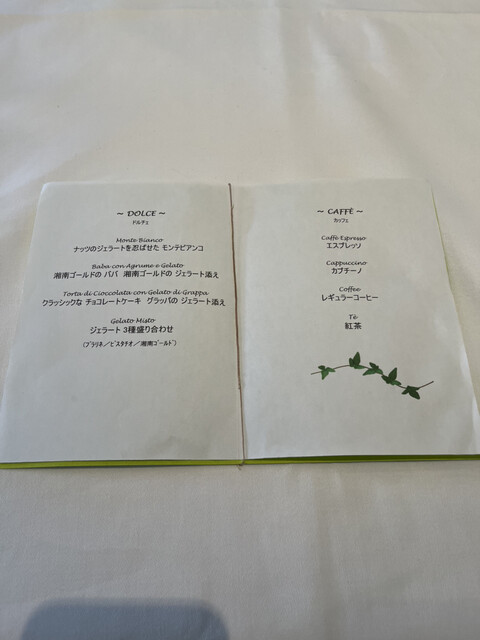 ~ DOLCE ~
ドルチェ
Monte Bianco
ナッツのジェラートを忍ばせた モンテビアンコ
Baba con Agrume e Gelato
湘南ゴールドの ババ 湘南ゴールドの ジェラート添え
Torta di Cioccolata con Gelato di Grappa
クラッシックな チョコレートケーキ グラッパの ジェラート添え
Gelato Misto
ジェラート 3種盛り合わせ
(プラリネ／ピスタチオ／湘南ゴールド)
~ CAFFÈ ~
カッフェ
Caffè Espresso
エスプレッソ
Cappuccino
カプチーノ
Coffee
レギュラーコーヒー
Tè
紅茶